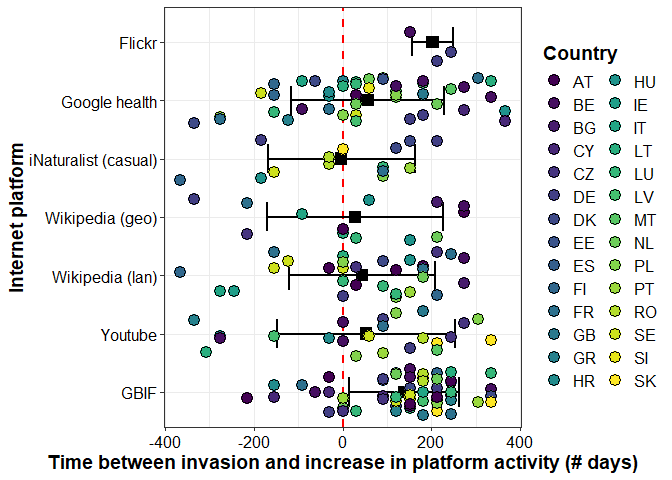 Internet platform
Flickr
Google health
iNaturalist (casual)
Wikipedia (geo)
Wikipedia (lan)
Youtube
GBIF
-400 -200 0 200 400
Time between invasion and increase in platform activity (# days)
Country
AT HU
BE IE
BG IT
CY LT
CZ LU
DE LV
DK MT
EE NL
ES PL
FI PT
FR RO
GB SE
GR SI
HR SK